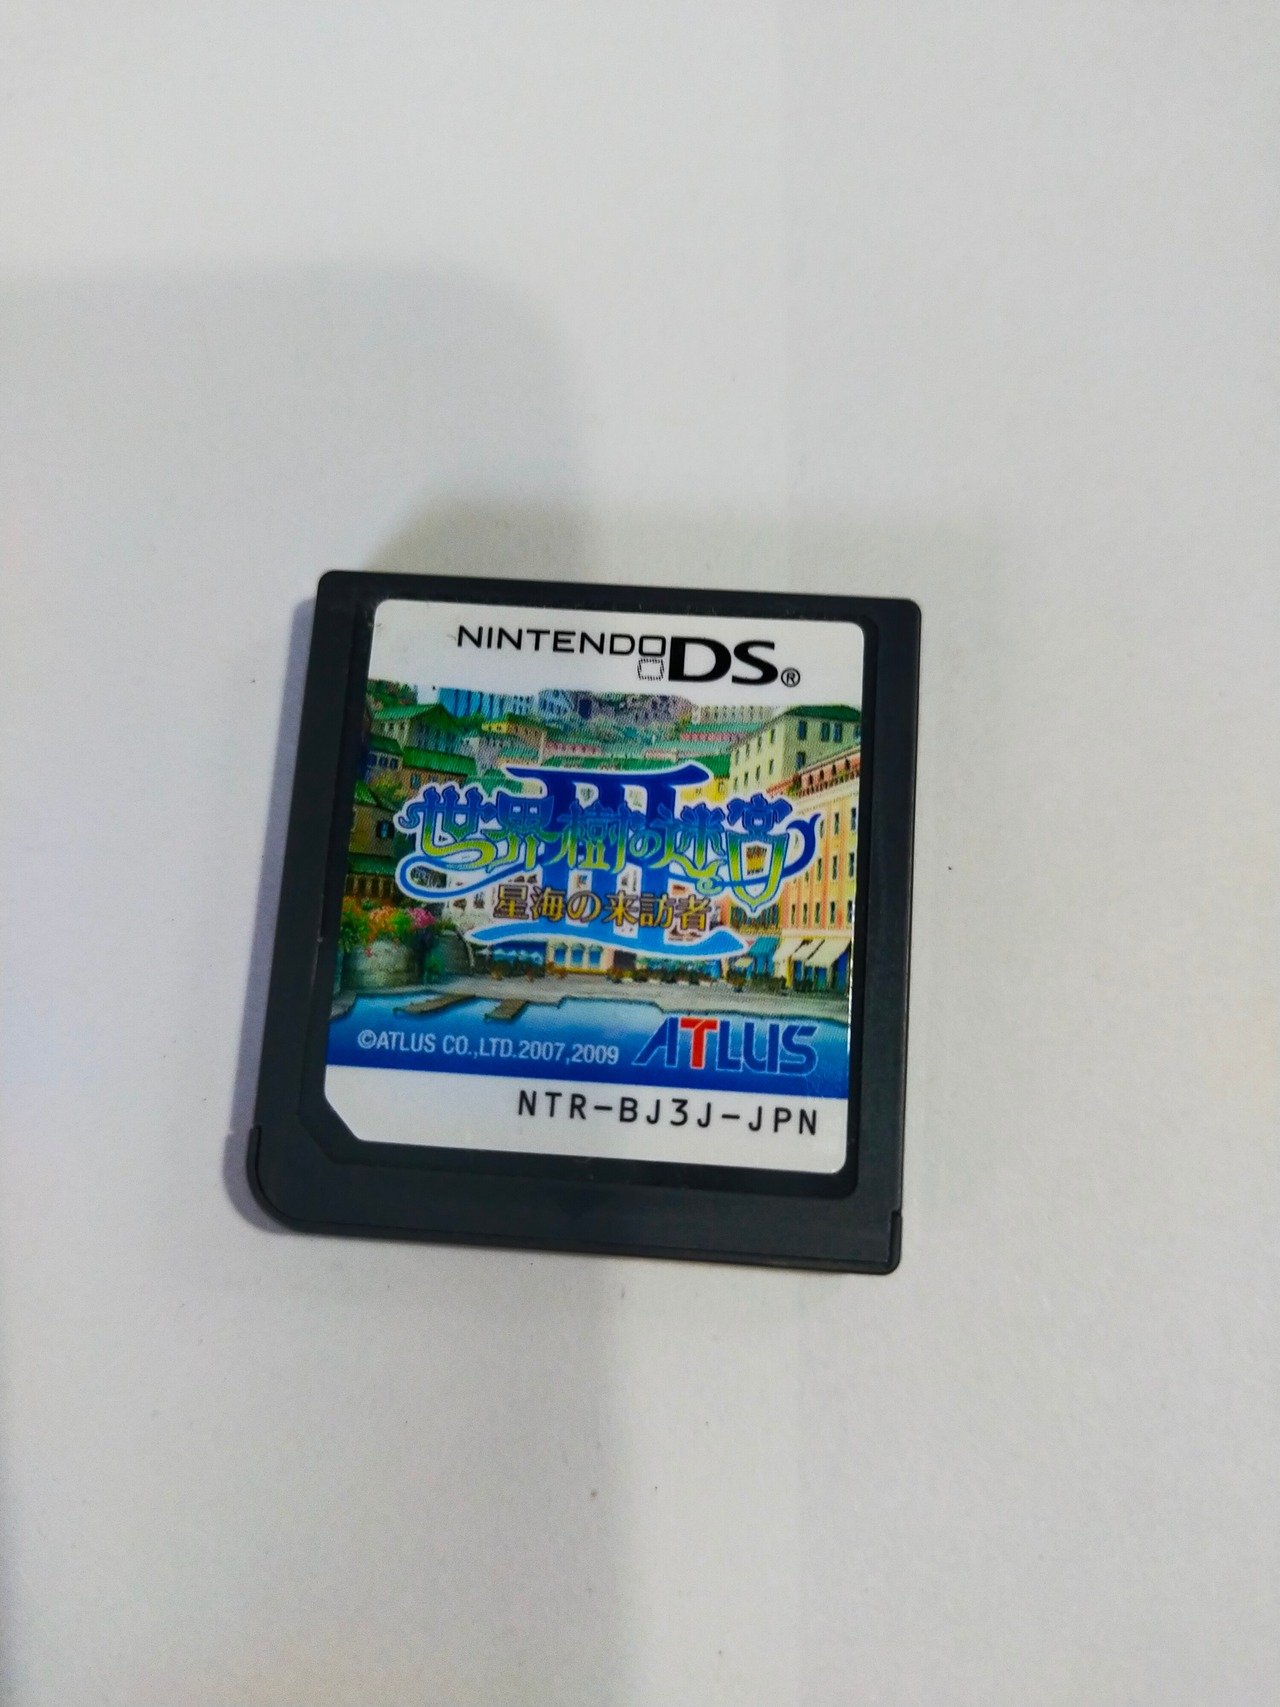 NINTENDO DS®
III
世界樹の迷宮
星海の来訪者
©ATLUS CO.,LTD.2007,2009 ATLUS
NTR-BJ3J-JPN